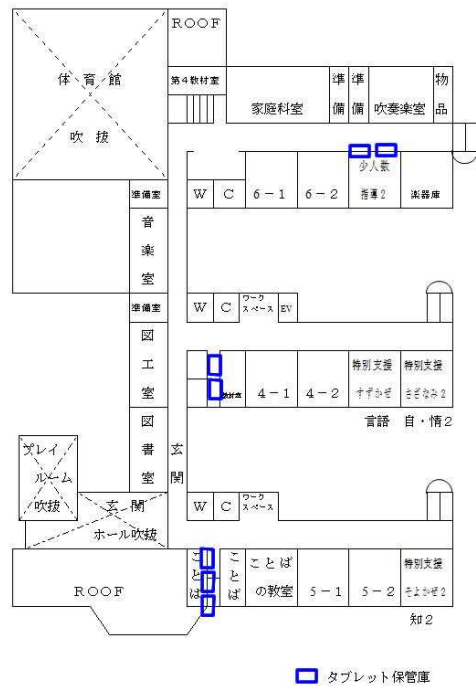 ROOF
体育館
吹抜
第４教材室
家庭科室
準備
準備
吹奏楽室
物品
準備室
W
C
6－1
6－2
少人数
指導2
楽器庫
音楽室
準備室
W
C
ワーク
スペース
EV
図工室
教材室
4－1
4－2
特別支援
すずかぜ
特別支援
さざなみ2
言語
自・情2
図書室
玄関
プレイ
ルーム
吹抜
玄関
ホール吹抜
W
C
ワーク
スペース
ROOF
ことば
ことば
ことば
の教室
5－1
5－2
特別支援
そよかぜ2
知2
タブレット保管庫